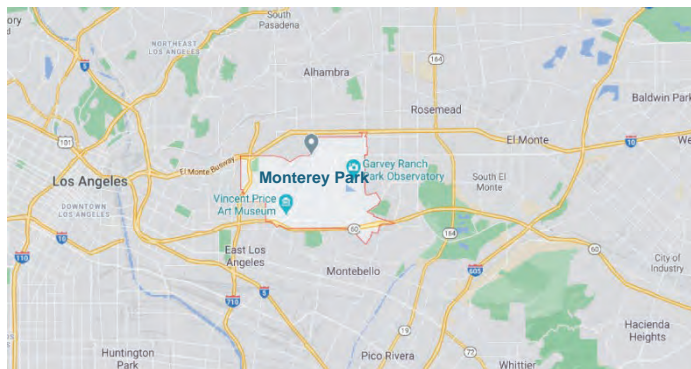 South
Pasadena
ory
d
NORTHEAST
LOS ANGELES
5
Alhambra
164
Rosemead
Baldwin Park
101
El Monte
10
We
El Monte Busway
Garvey Ranch
Park Observatory
Los Angeles
Monterey Park
South El
Monte
Vincent Price
Art Museum
DOWNTOWN
LOS ANGELES
10
60
164
110
East Los
Angeles
60
City of
Industry
Montebello
605
710
5
19
72
Hacienda
Heights
Huntington
Park
Pico Rivera
Whittier